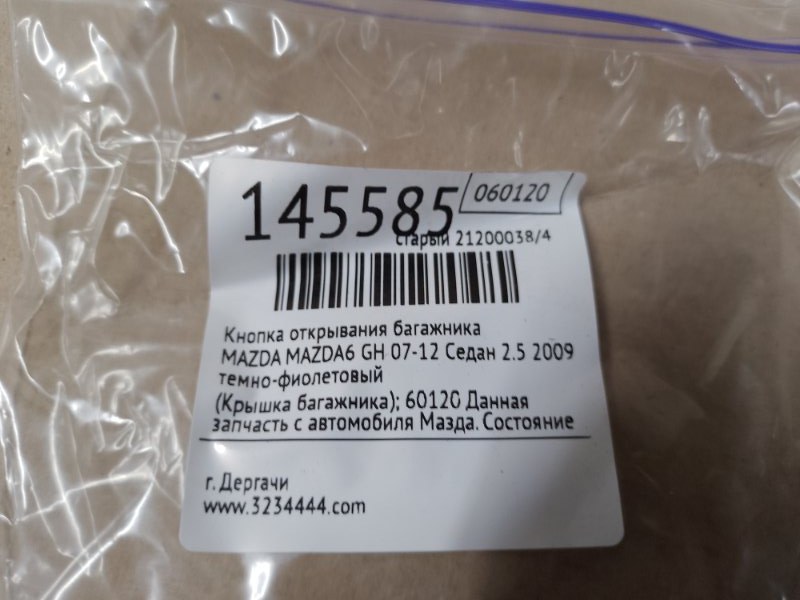 145585
060120
старый 21200038/4
Кнопка открывания багажника
MAZDA MAZDA6 GH 07-12 Седан 2.5 2009
темно-фиолетовый
(Крышка багажника); 60120 Данная
запчасть с автомобиля Мазда. Состояние
г. Дергачи
www.3234444.com